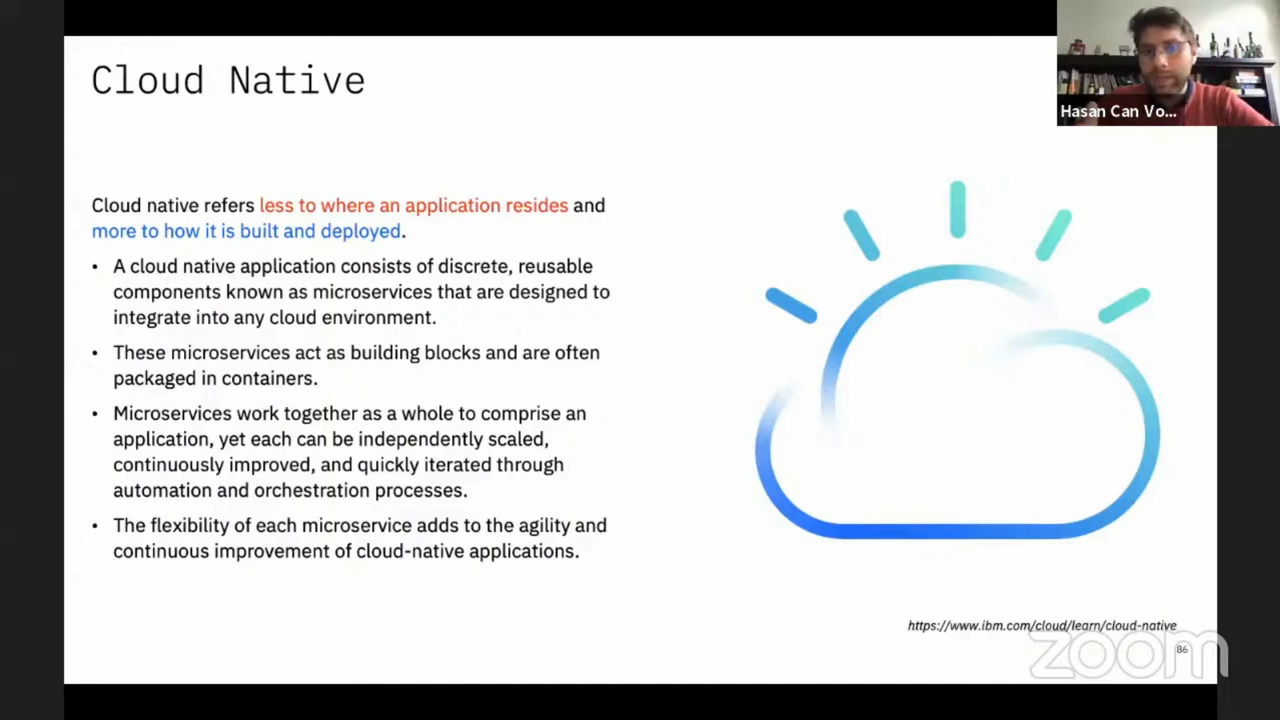 Cloud Native
Hasan Can Vo...
Cloud native refers less to where an application resides and
more to how it is built and deployed.
• A cloud native application consists of discrete, reusable
components known as microservices that are designed to
integrate into any cloud environment.
• These microservices act as building blocks and are often
packaged in containers.
• Microservices work together as a whole to comprise an
application, yet each can be independently scaled,
continuously improved, and quickly iterated through
automation and orchestration processes.
• The flexibility of each microservice adds to the agility and
continuous improvement of cloud-native applications.
https://www.ibm.com/cloud/learn/cloud-native
zoom
86